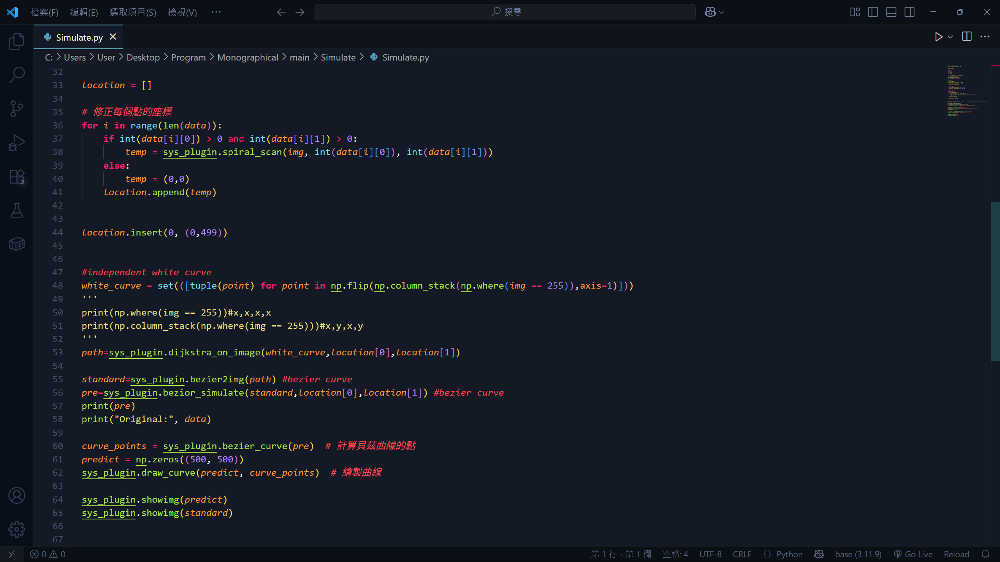 檔案(F) 編輯(E) 選取項目(S) 檢視(V) ··· 搜尋
Simulate.py
C: > Users > User > Desktop > Program > Monographical > main > Simulate > Simulate.py
32
33 location = []
34
35 # 修正每個點的座標
36 for i in range(len(data)):
37     if int(data[i][0]) > 0 and int(data[i][1]) > 0:
38         temp = sys_plugin.spiral_scan(img, int(data[i][0]), int(data[i][1]))
39     else:
40         temp = (0,0)
41     location.append(temp)
42
43
44 location.insert(0, (0,499))
45
46
47 #independent white curve
48 white_curve = set(([tuple(point) for point in np.flip(np.column_stack(np.where(img == 255)),axis=1)]))
49 '''
50 print(np.where(img == 255))#x,x,x,x
51 print(np.column_stack(np.where(img == 255)))#x,y,x,y
52 '''
53 path=sys_plugin.dijkstra_on_image(white_curve,location[0],location[1])
54
55 standard=sys_plugin.bezier2img(path) #bezier curve
56 pre=sys_plugin.bezior_simulate(standard,location[0],location[1]) #bezier curve
57 print(pre)
58 print("Original:", data)
59
60 curve_points = sys_plugin.bezier_curve(pre)  # 計算貝茲曲線的點
61 predict = np.zeros((500, 500))
62 sys_plugin.draw_curve(predict, curve_points)  # 繪製曲線
63
64 sys_plugin.showimg(predict)
65 sys_plugin.showimg(standard)
66
67
2
0 0 第 1 行，第 1 欄 空格: 4 UTF-8 CRLF {} Python base (3.11.9) Go Live Reload